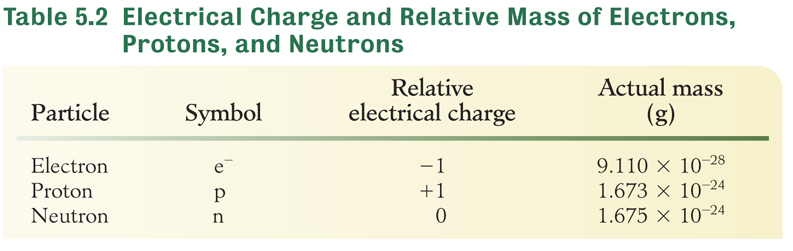 Table 5.2 Electrical Charge and Relative Mass of Electrons,
Protons, and Neutrons
Particle Symbol Relative electrical charge Actual mass (g)
Electron e⁻ −1 9.110 × 10⁻²⁸
Proton p +1 1.673 × 10⁻²⁴
Neutron n 0 1.675 × 10⁻²⁴